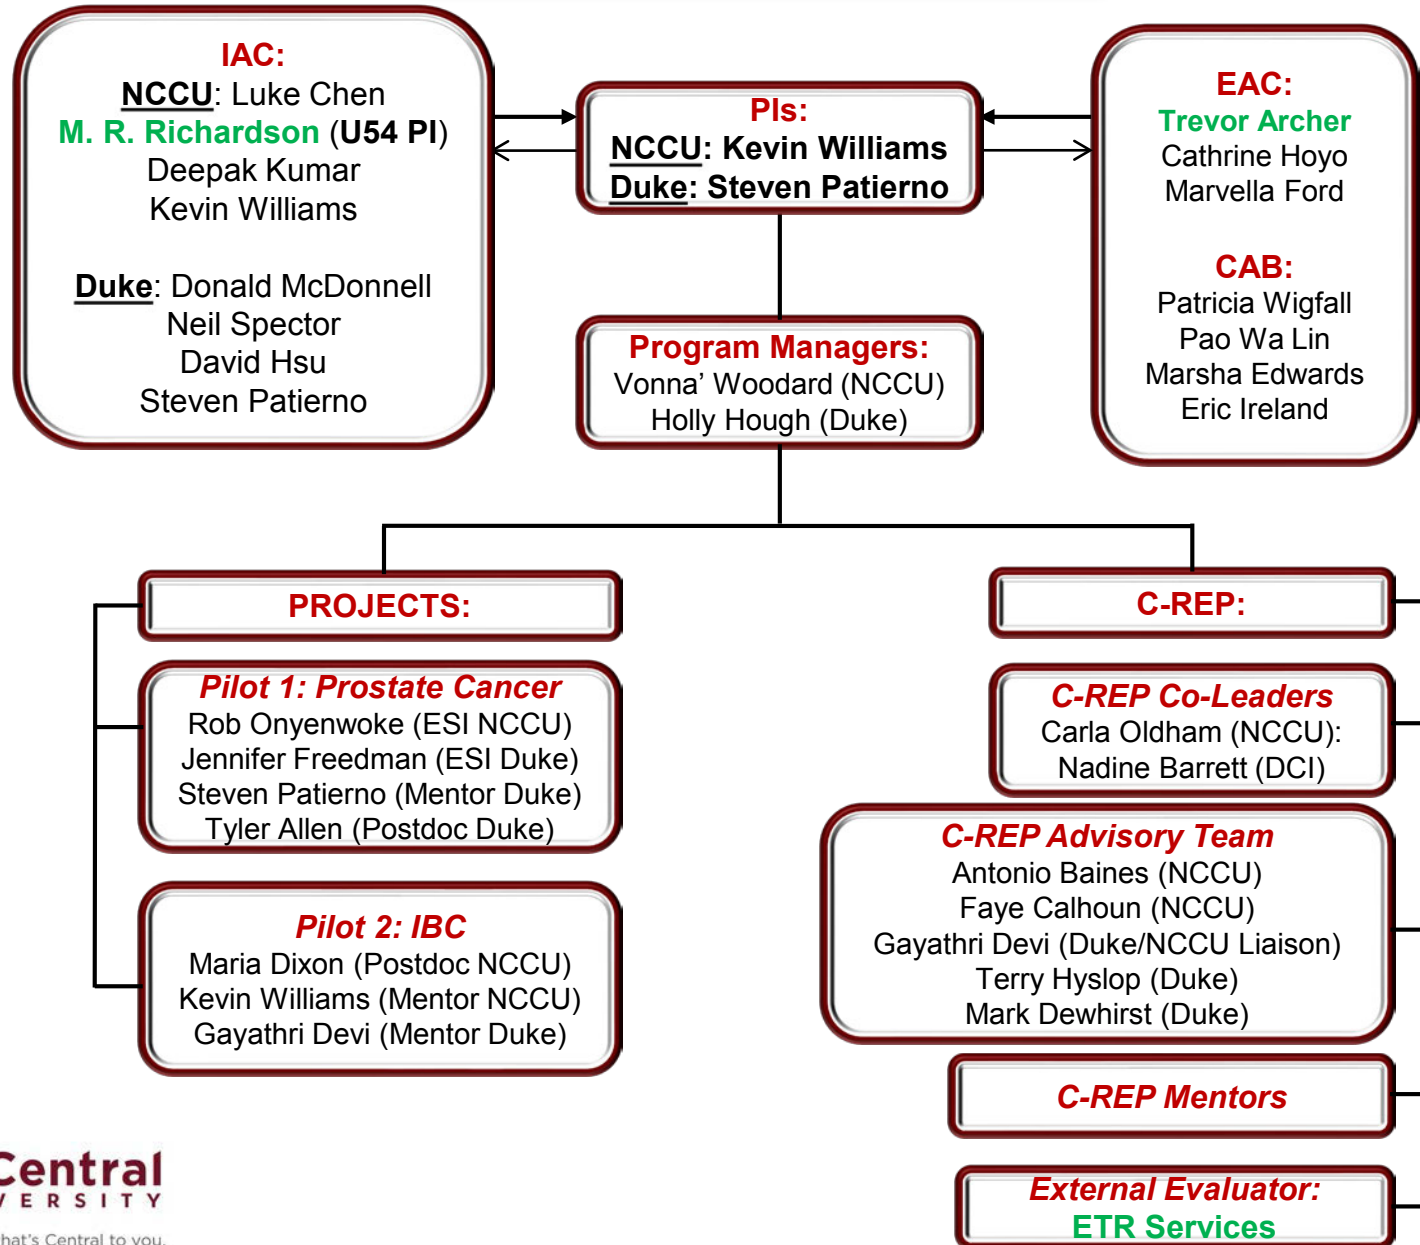 IAC:
NCCU: Luke Chen
M. R. Richardson (U54 PI)
Deepak Kumar
Kevin Williams
Duke: Donald McDonnell
Neil Spector
David Hsu
Steven Patierno
PIs:
NCCU: Kevin Williams
Duke: Steven Patierno
EAC:
Trevor Archer
Cathrine Hoyo
Marvella Ford
CAB:
Patricia Wigfall
Pao Wa Lin
Marsha Edwards
Eric Ireland
Program Managers:
Vonna’ Woodard (NCCU)
Holly Hough (Duke)
PROJECTS:
Pilot 1: Prostate Cancer
Rob Onyenwoke (ESI NCCU)
Jennifer Freedman (ESI Duke)
Steven Patierno (Mentor Duke)
Tyler Allen (Postdoc Duke)
Pilot 2: IBC
Maria Dixon (Postdoc NCCU)
Kevin Williams (Mentor NCCU)
Gayathri Devi (Mentor Duke)
C-REP:
C-REP Co-Leaders
Carla Oldham (NCCU):
Nadine Barrett (DCI)
C-REP Advisory Team
Antonio Baines (NCCU)
Faye Calhoun (NCCU)
Gayathri Devi (Duke/NCCU Liaison)
Terry Hyslop (Duke)
Mark Dewhirst (Duke)
C-REP Mentors
External Evaluator:
ETR Services
Central
VERSITY
hat's Central to you.